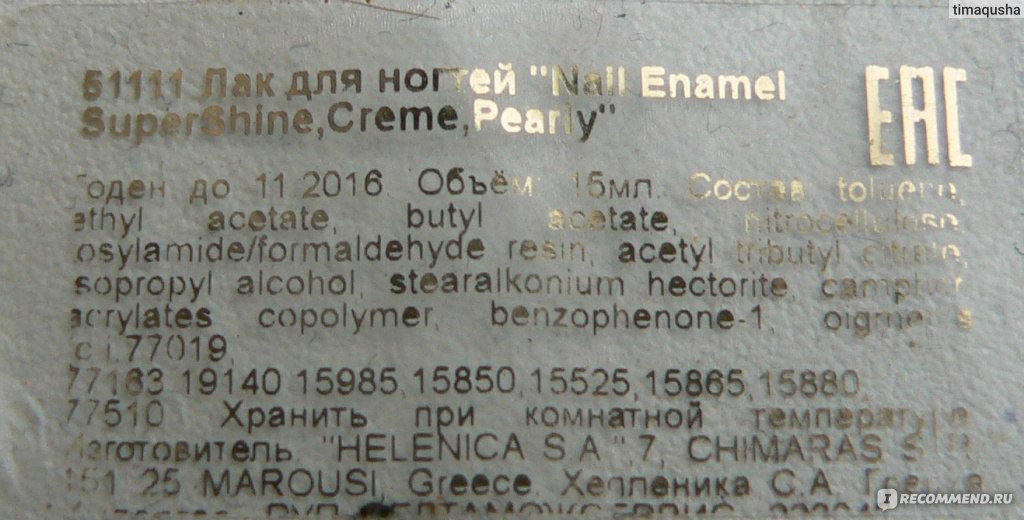 timaqusha
51111 Лак для ногтей "Nail Enamel
SuperShine,Creme,Pearly"
EAC
Годен до 11.2016. Объём 15мл. Состав toluene,
ethyl acetate, butyl acetate, nitrocellulose
osylamide/formaldehyde resin, acetyl tributyl citrate,
sopropyl alcohol, stearalkonium hectorite, camphor
acrylates copolymer, benzophenone-1,
77019,
77163 19140 15985,15850,15525,15865,15880,
77510 Хранить при комнатной температуре
Изготовитель. "HELENICA S.A.", 7, CHIMARAS
151 25 MAROUSI, Greece. Хелленика С.А.
IRECOMMEND.RU